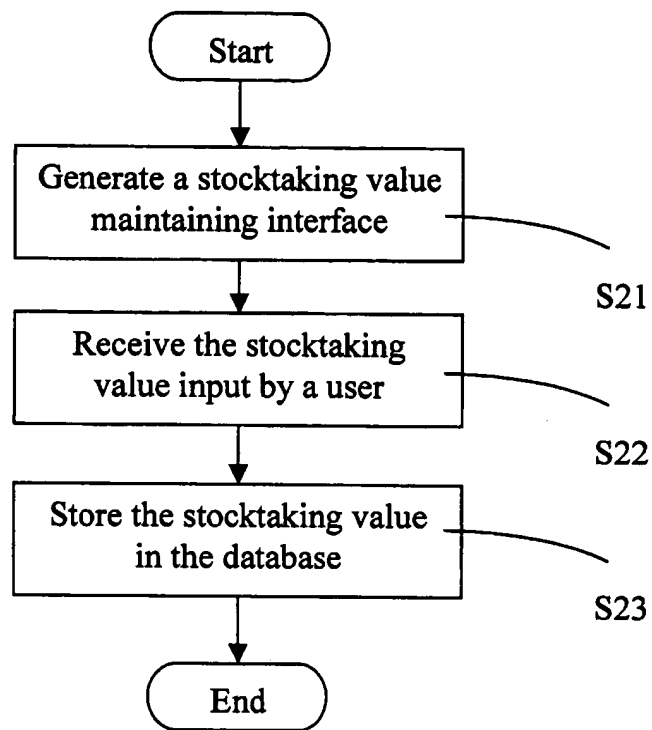 Start
Generate a stocktaking value
maintaining interface
S21
Receive the stocktaking
value input by a user
S22
Store the stocktaking value
in the database
S23
End